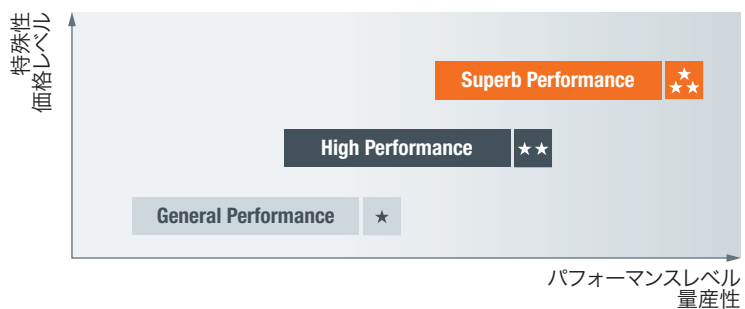 特殊性
価格レベル
Superb Performance
High Performance
General Performance
パフォーマンスレベル
量産性